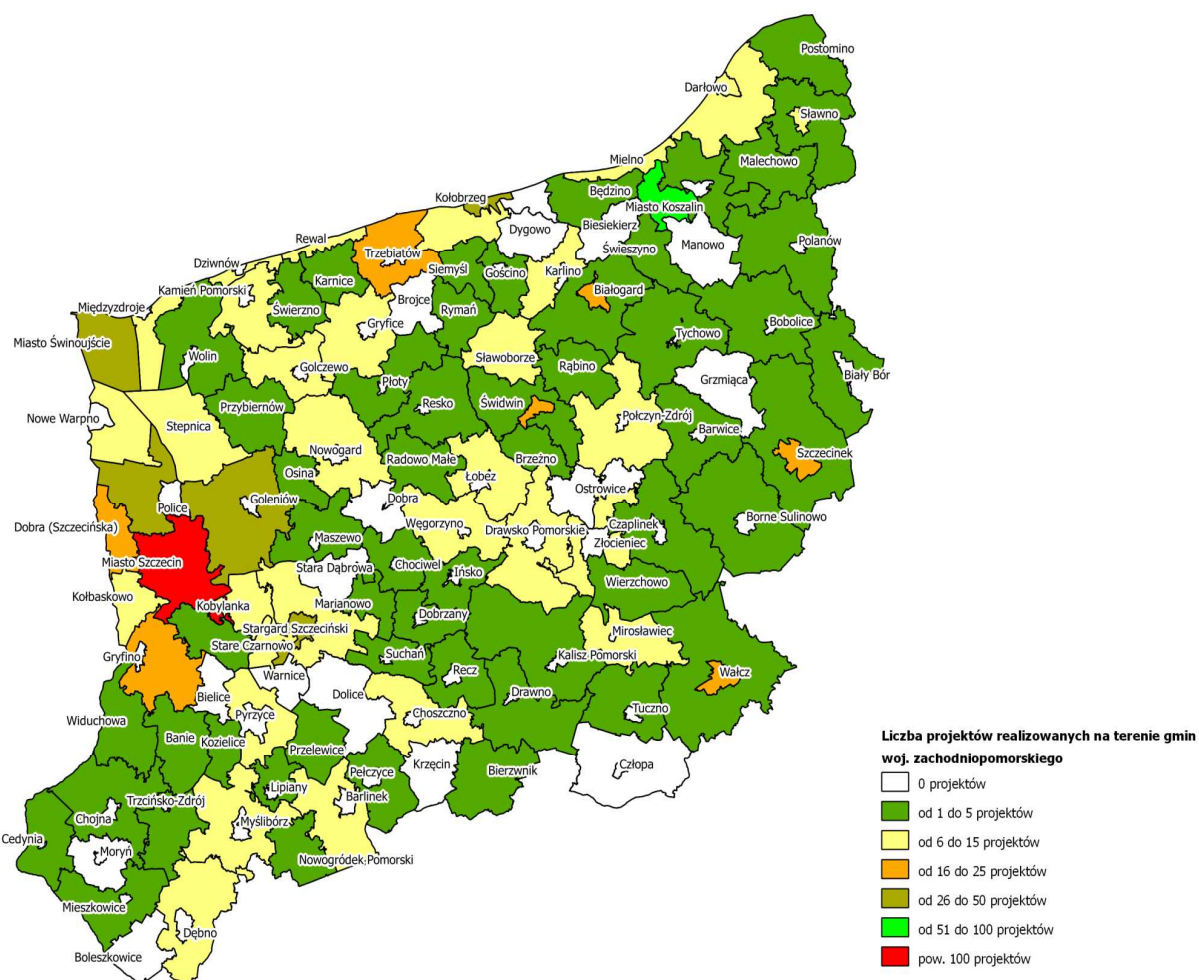 Postomino
Darłowo
Sławno
Mielno
Malechowo
Będzino
Kołobrzeg
Miasto Koszalin
Dygowo
Biesiekierz
Rewal
Manowo
Polanów
Świeszyno
Trzebiatów
Dziwnów
Siemyśl
Gościno
Karlino
Karnice
Kamień Pomorski
Białogard
Brojce
Międzyzdroje
Świerzno
Rymań
Gryfice
Bobolice
Tychowo
Miasto Świnoujście
Wolin
Sławoborze
Golczewo
Rąbino
Biały Bór
Grzmiąca
Płoty
Przybiernów
Resko
Świdwin
Nowe Warpno
Połczyn-Zdrój
Stepnica
Barwice
Nowogard
Szczecinek
Radowo Małe
Brzeżno
Osina
Łobez
Ostrowice
Goleniów
Dobra
Police
Borne Sulinowo
Dobra (Szczecińska)
Węgorzyno
Czaplinek
Drawsko Pomorskie
Maszewo
Złocieniec
Miasto Szczecin
Stara Dąbrowa
Chociwel
Ińsko
Wierzchowo
Kołbaskowo
Kobylanka
Marianowo
Dobrzany
Stargard Szczeciński
Mirosławiec
Stare Czarnowo
Gryfino
Suchań
Kalisz Pomorski
Recz
Wałcz
Warnice
Bielice
Dolice
Drawno
Widuchowa
Pyrzyce
Choszczno
Tuczno
Banie
Kozielice
Przelewice
Krzęcin
Człopa
Pełczyce
Bierzwnik
Lipiany
Trzcińsko-Zdrój
Barlinek
Chojna
Myślibórz
Cedynia
Moryń
Nowogródek Pomorski
Mieszkowice
Dębno
Boleszkowice
Liczba projektów realizowanych na terenie gmin
woj. zachodniopomorskiego
0 projektów
od 1 do 5 projektów
od 6 do 15 projektów
od 16 do 25 projektów
od 26 do 50 projektów
od 51 do 100 projektów
pow. 100 projektów